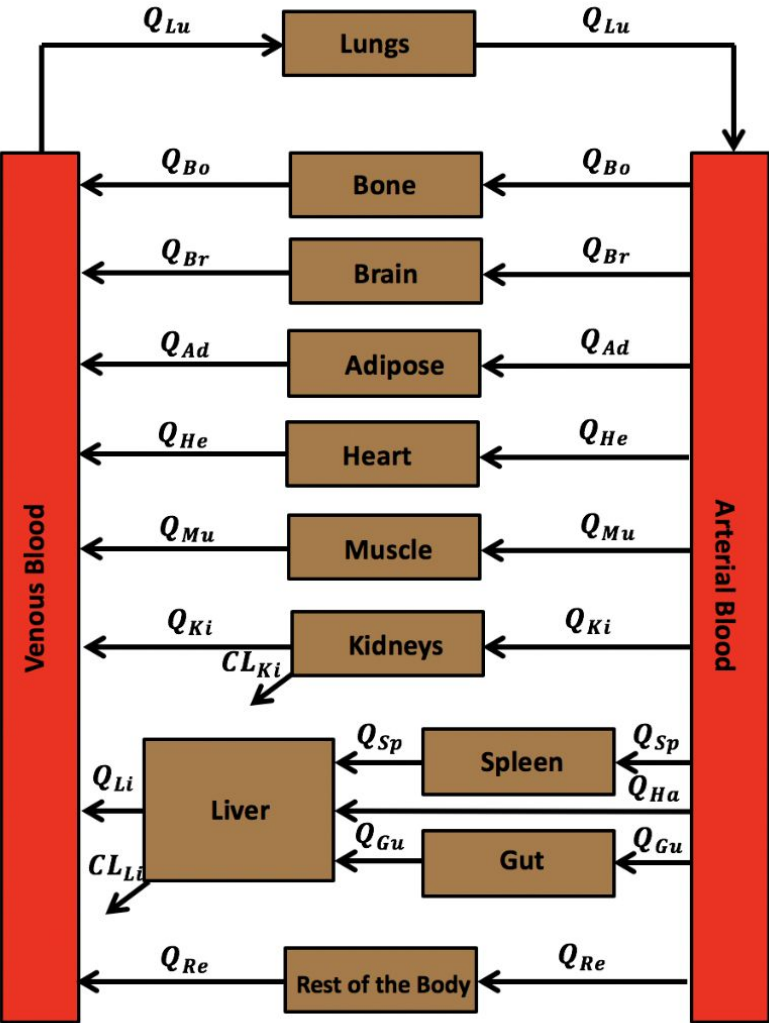 Q_Lu Lungs Q_Lu
Q_Bo Bone Q_Bo
Q_Br Brain Q_Br
Q_Ad Adipose Q_Ad
Q_He Heart Q_He
Q_Mu Muscle Q_Mu
Q_Ki Kidneys Q_Ki
CL_Ki
Venous Blood
Arterial Blood
Q_Sp Spleen Q_Sp
Q_Li Liver Q_Ha
Q_Gu Gut Q_Gu
CL_Li
Q_Re Rest of the Body Q_Re